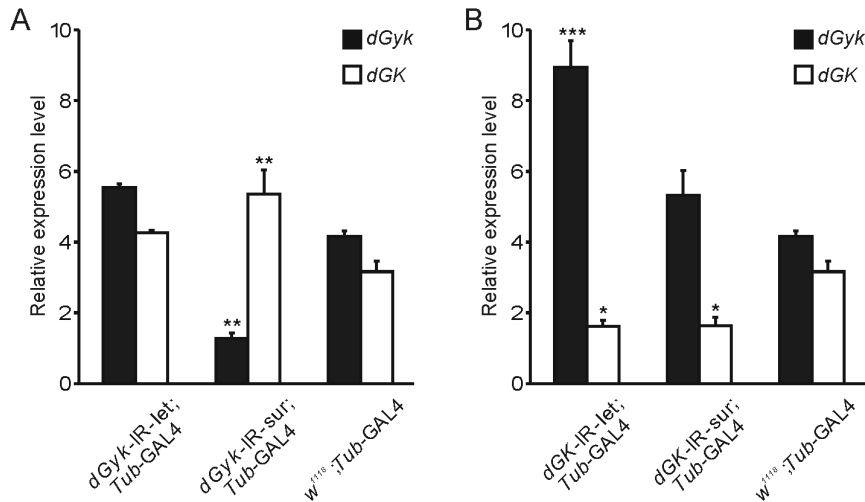 A
Relative expression level
10
8
6
4
2
0
dGyk
dGK
**
**
dGyk-IR-let;
Tub-GAL4
dGyk-IR-sur;
Tub-GAL4
w1118;Tub-GAL4
B
Relative expression level
10
8
6
4
2
0
dGyk
dGK
***
*
*
dGK-IR-let;
Tub-GAL4
dGK-IR-sur;
Tub-GAL4
w1118;Tub-GAL4